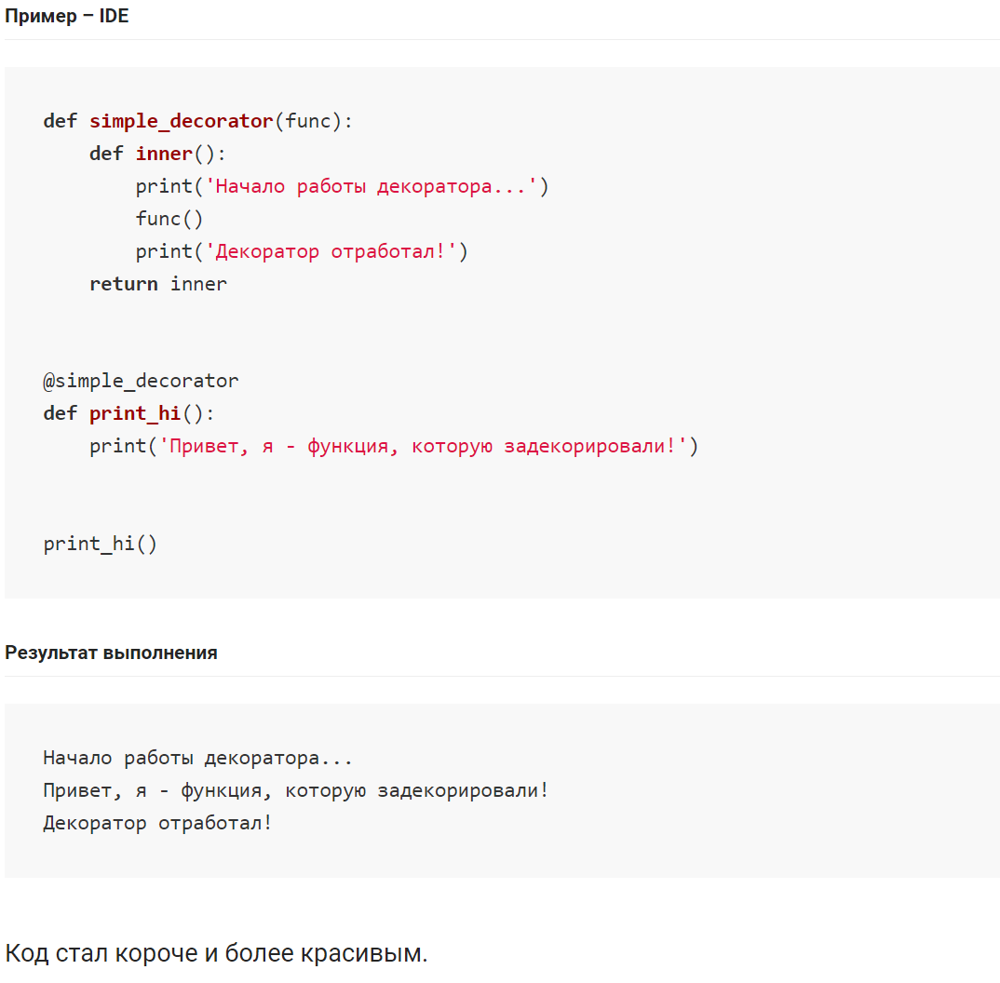 Пример – IDE
def simple_decorator(func):
    def inner():
        print('Начало работы декоратора...')
        func()
        print('Декоратор отработал!')
    return inner
@simple_decorator
def print_hi():
    print('Привет, я - функция, которую задекорировали!')
print_hi()
Результат выполнения
Начало работы декоратора...
Привет, я - функция, которую задекорировали!
Декоратор отработал!
Код стал короче и более красивым.